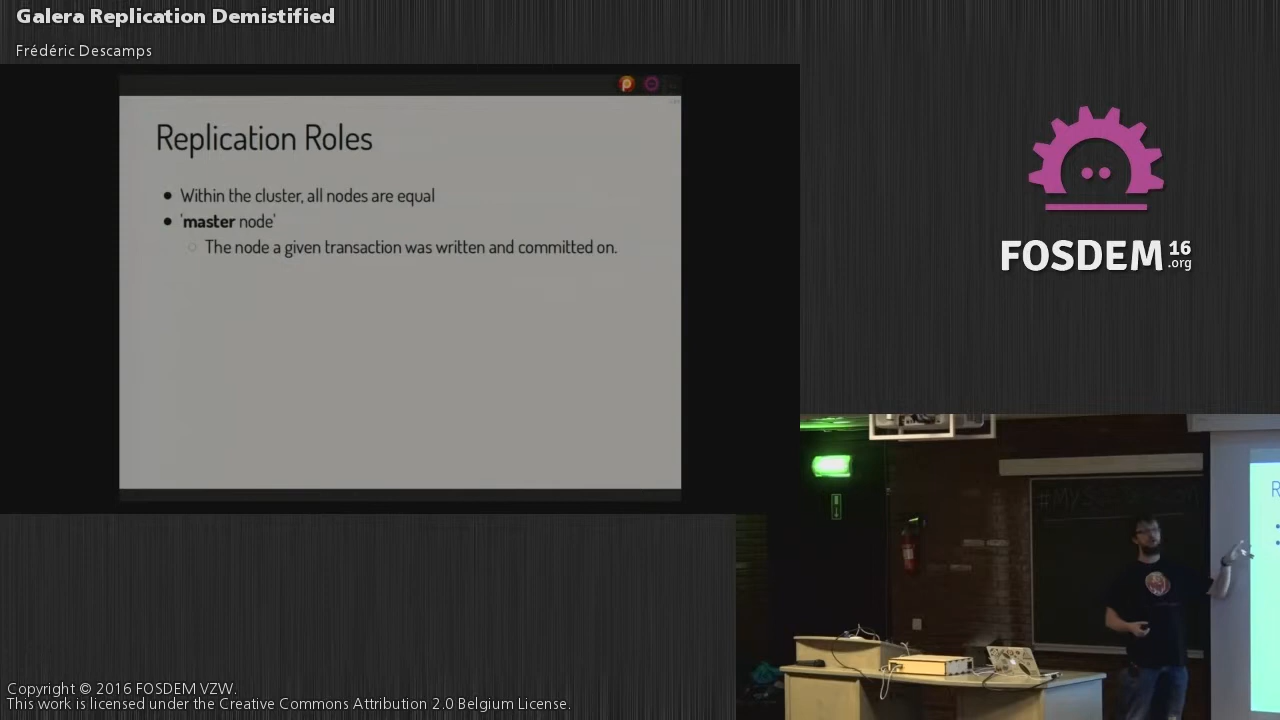 Galera Replication Demistified
Frédéric Descamps
Replication Roles
Within the cluster, all nodes are equal
'master node'
The node a given transaction was written and committed on.
FOSDEM 16
.org
R
Copyright © 2016 FOSDEM VZW.
This work is licensed under the Creative Commons Attribution 2.0 Belgium License.